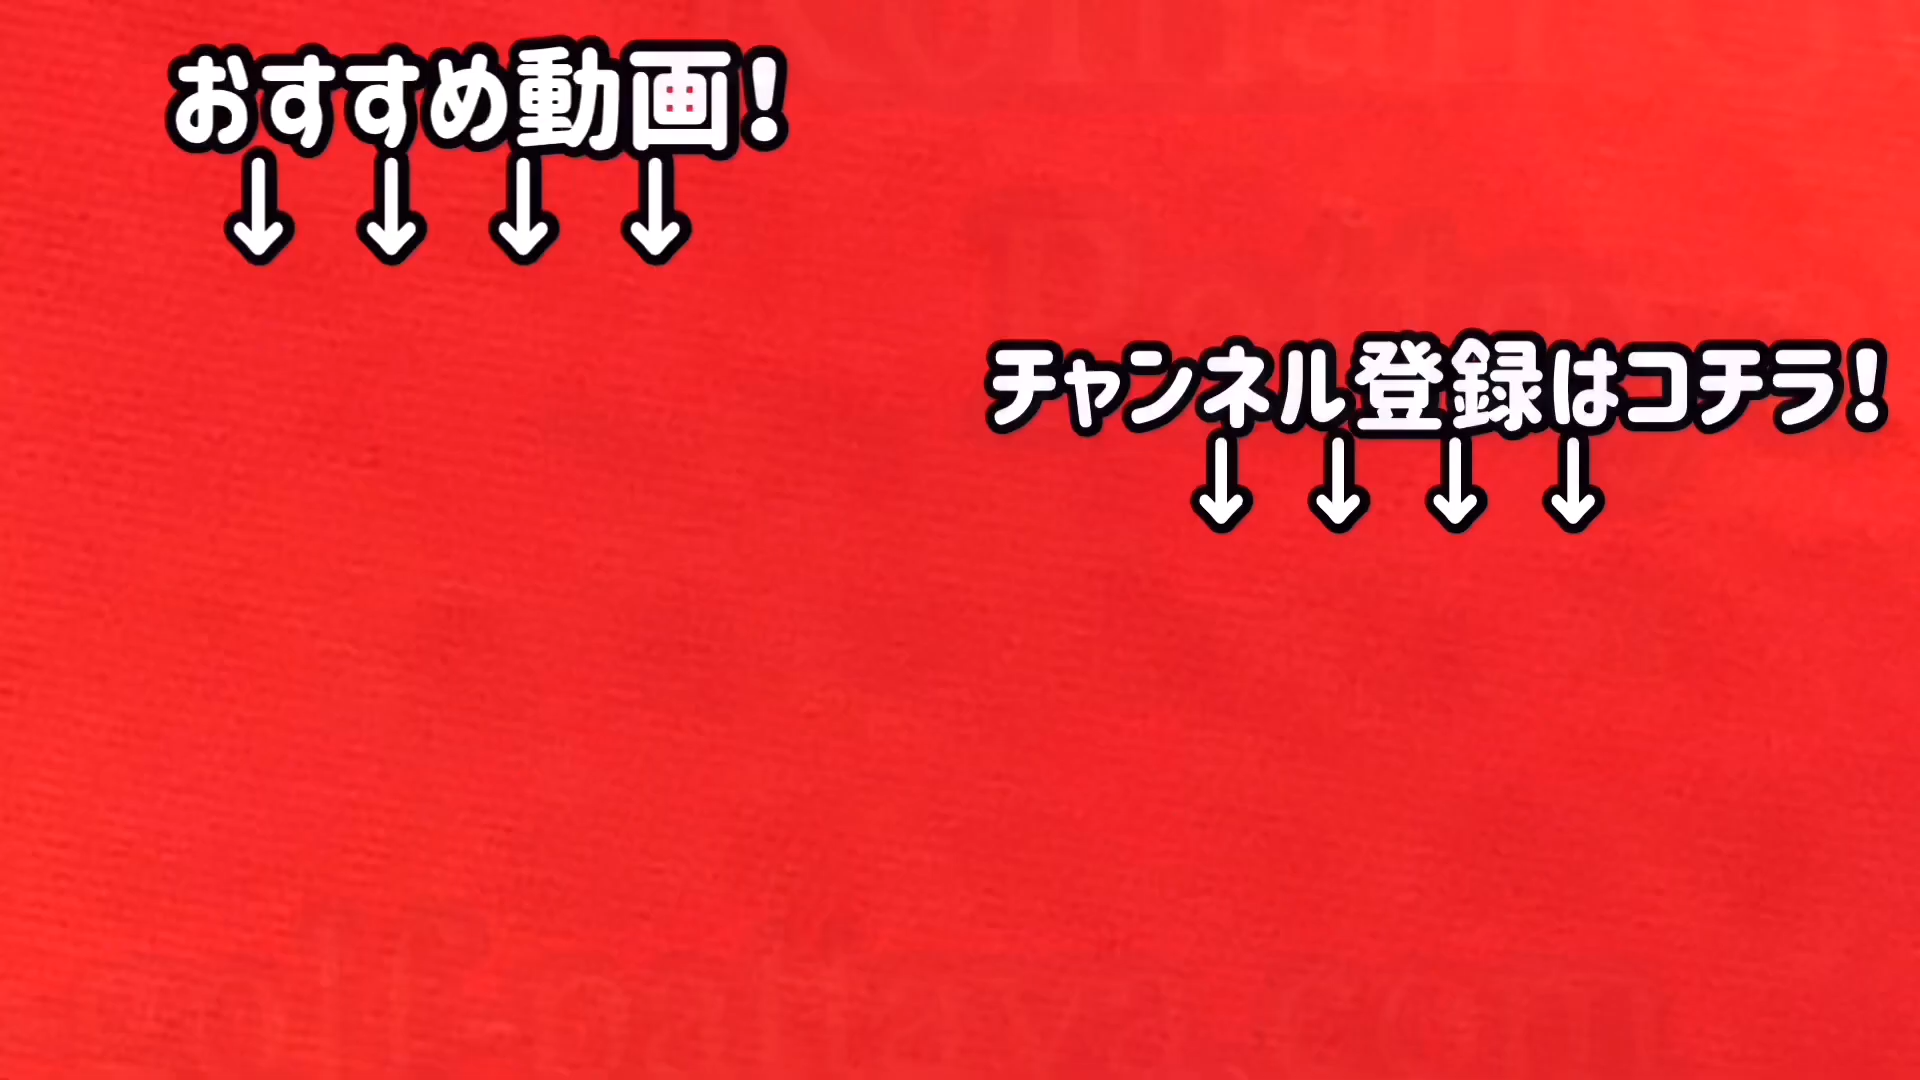 おすすめ動画!
↓ ↓ ↓ ↓
チャンネル登録はコチラ!
↓ ↓ ↓ ↓